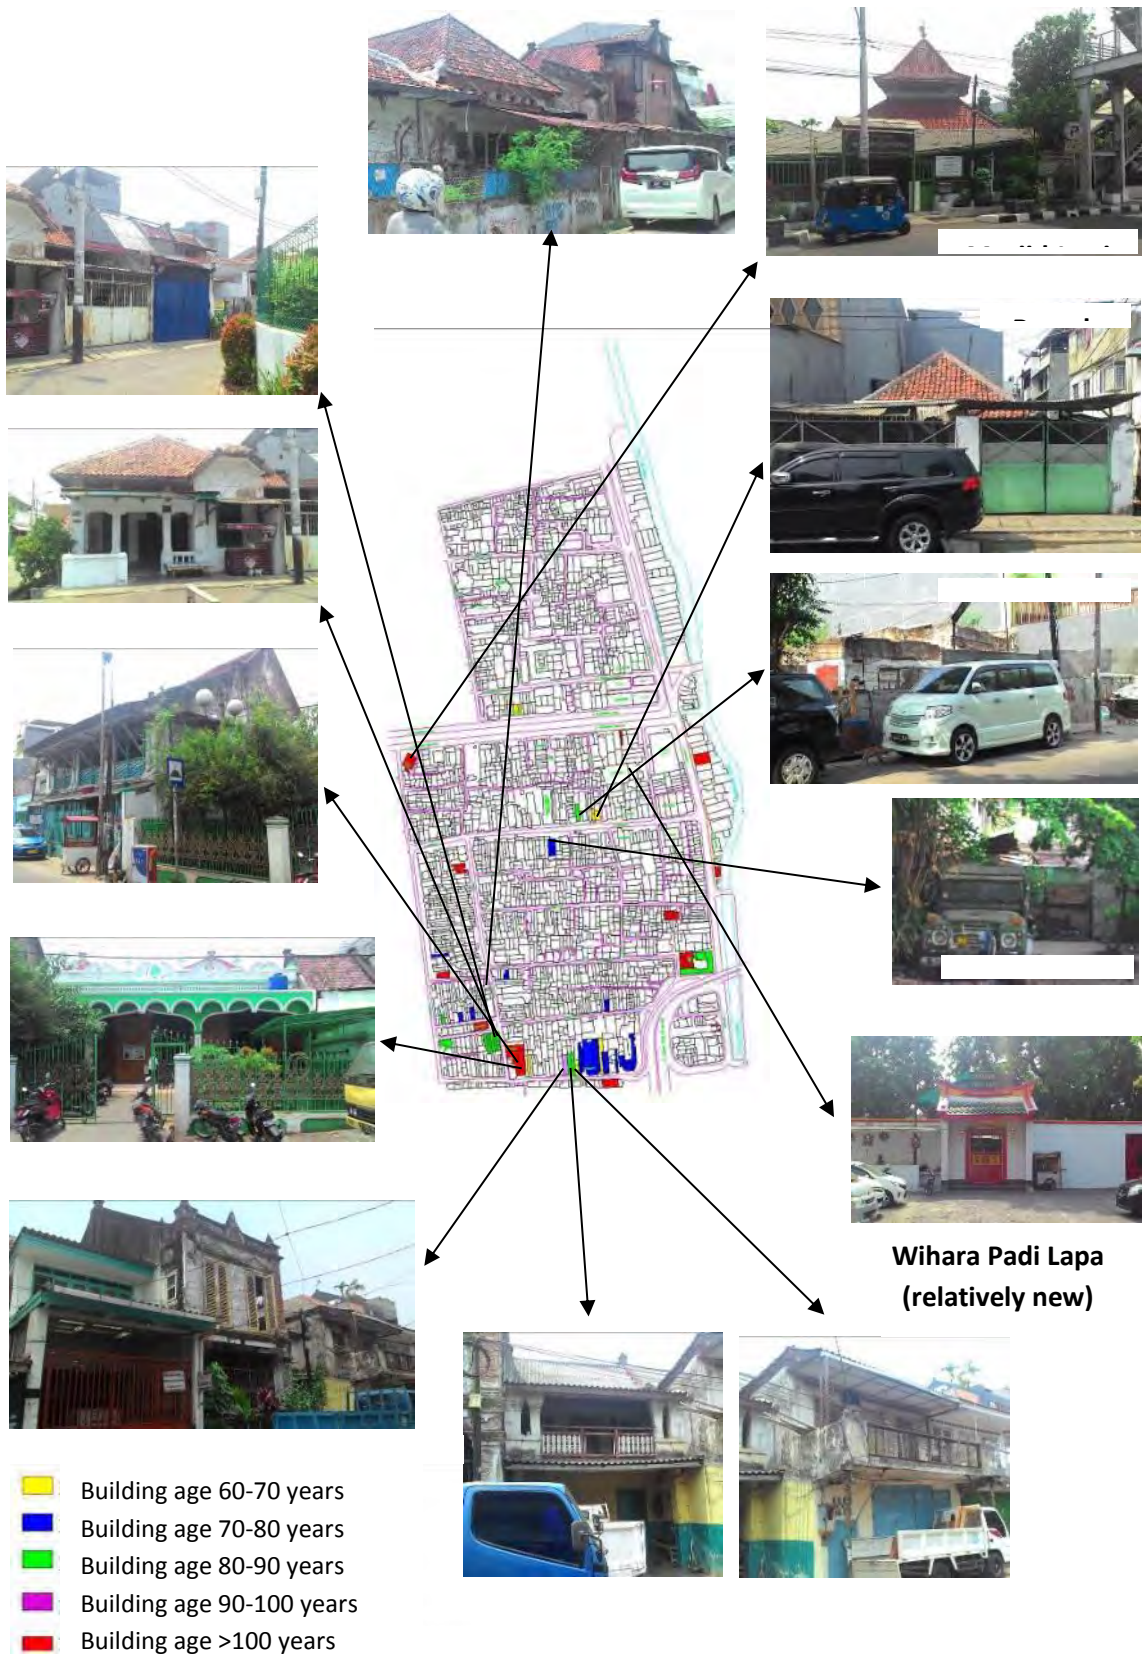 Wihara Padi Lapa
(relatively new)
Building age 60-70 years
Building age 70-80 years
Building age 80-90 years
Building age 90-100 years
Building age >100 years